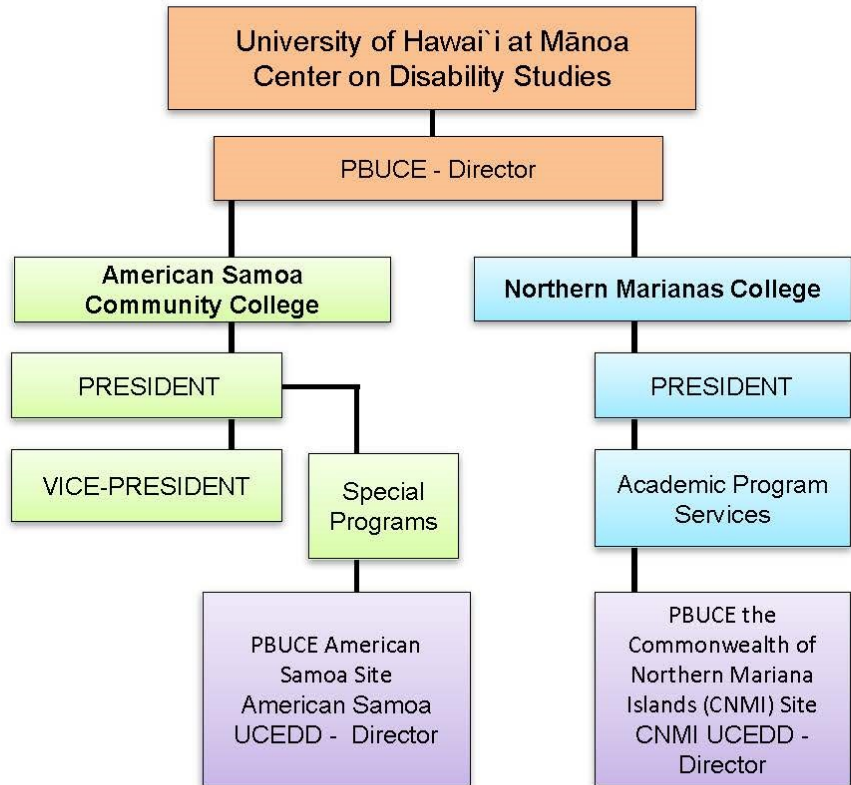 University of Hawai`i at Mānoa
Center on Disability Studies
PBUCE - Director
American Samoa
Community College
Northern Marianas College
PRESIDENT
PRESIDENT
VICE-PRESIDENT
Special
Programs
Academic Program
Services
PBUCE American
Samoa Site
American Samoa
UCEDD - Director
PBUCE the
Commonwealth of
Northern Mariana
Islands (CNMI) Site
CNMI UCEDD -
Director